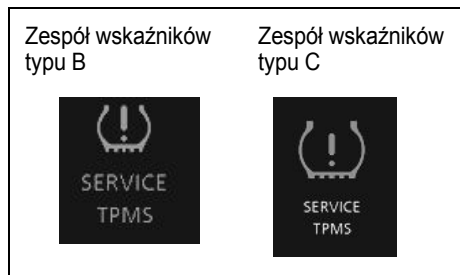 Zespół wskaźników
typu B
Zespół wskaźników
typu C
SERVICE
TPMS
SERVICE
TPMS